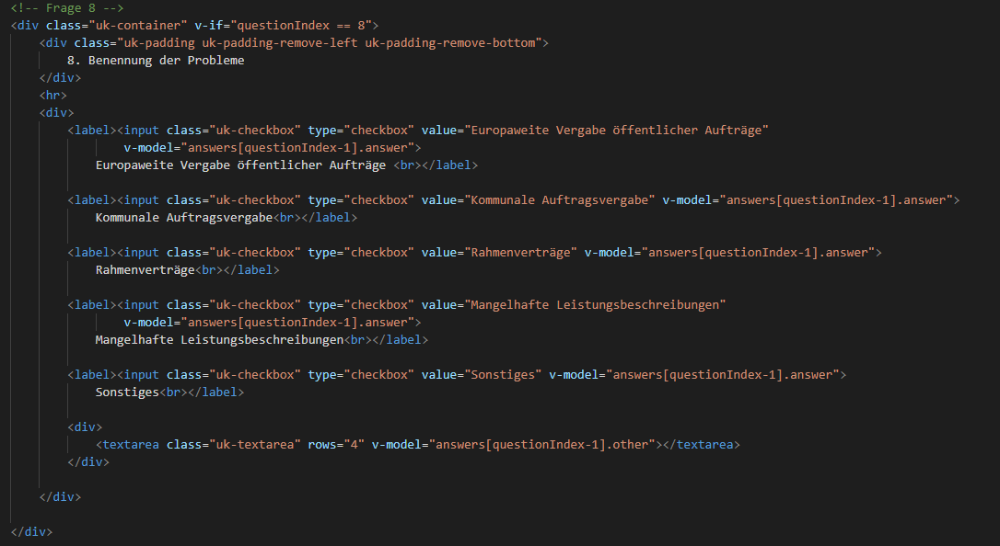 <!-- Frage 8 -->
<div class="uk-container" v-if="questionIndex == 8">
<div class="uk-padding uk-padding-remove-left uk-padding-remove-bottom">
8. Benennung der Probleme
</div>
<hr>
<div>
<label><input class="uk-checkbox" type="checkbox" value="Europaweite Vergabe öffentlicher Aufträge"
v-model="answers[questionIndex-1].answer">
Europaweite Vergabe öffentlicher Aufträge <br></label>
<label><input class="uk-checkbox" type="checkbox" value="Kommunale Auftragsvergabe" v-model="answers[questionIndex-1].answer">
Kommunale Auftragsvergabe<br></label>
<label><input class="uk-checkbox" type="checkbox" value="Rahmenverträge" v-model="answers[questionIndex-1].answer">
Rahmenverträge<br></label>
<label><input class="uk-checkbox" type="checkbox" value="Mangelhafte Leistungsbeschreibungen"
v-model="answers[questionIndex-1].answer">
Mangelhafte Leistungsbeschreibungen<br></label>
<label><input class="uk-checkbox" type="checkbox" value="Sonstiges" v-model="answers[questionIndex-1].answer">
Sonstiges<br></label>
<div>
<textarea class="uk-textarea" rows="4" v-model="answers[questionIndex-1].other"></textarea>
</div>
</div>
</div>